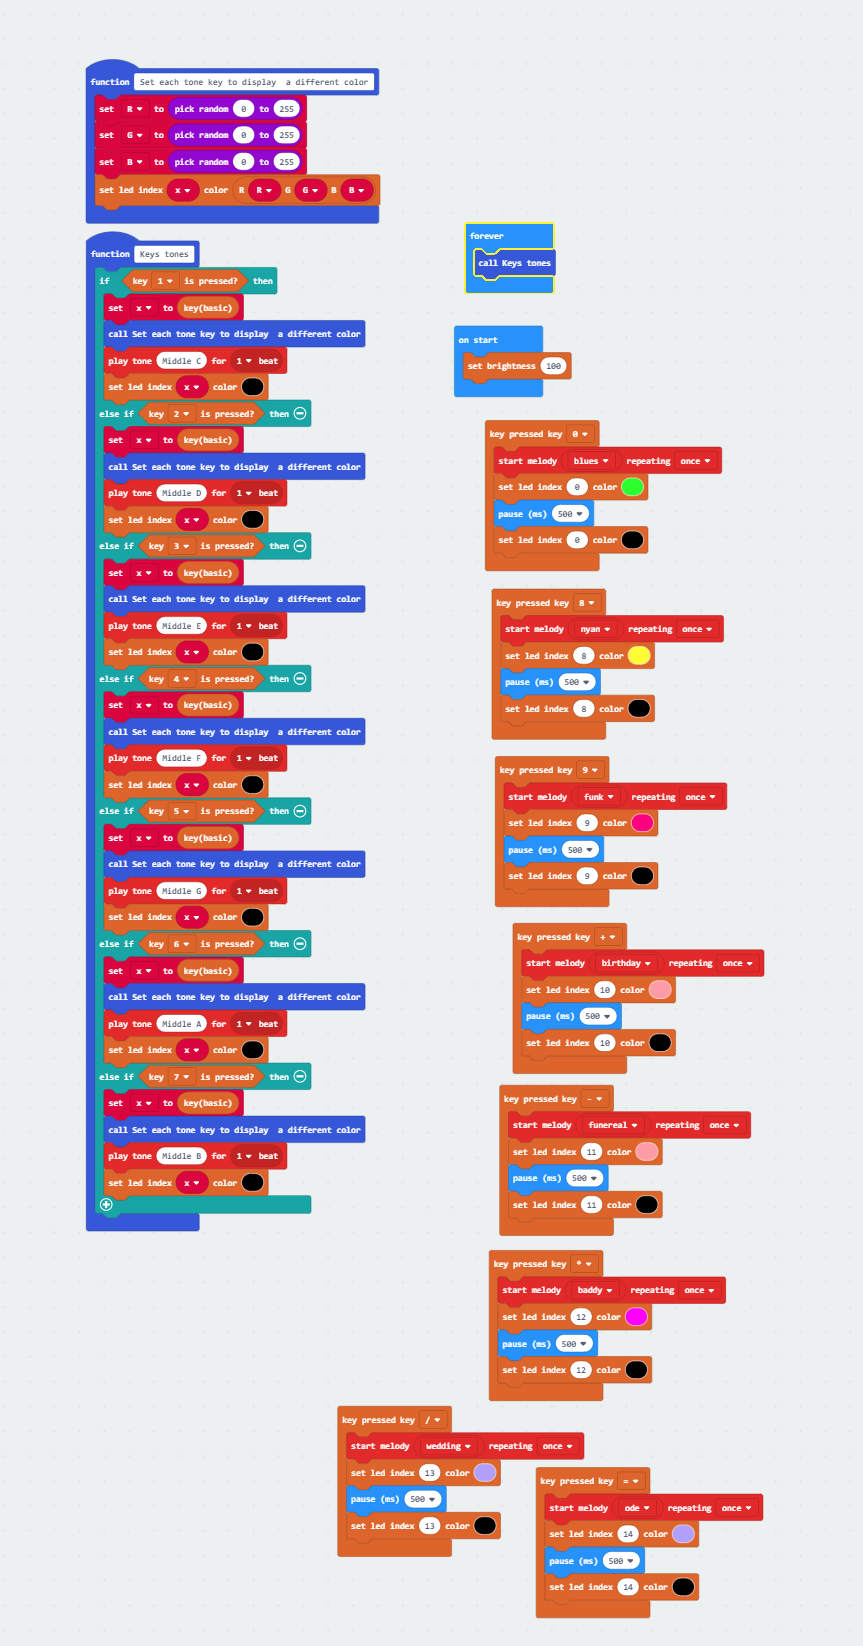 function Set each tone key to display a different color
set R to pick random 0 to 255
set G to pick random 0 to 255
set B to pick random 0 to 255
set led index x color R R G G B B
function Keys tones
if key 1 is pressed? then
set x to key(basic)
call Set each tone key to display a different color
play tone Middle C for 1 beat
set led index x color
else if key 2 is pressed? then
set x to key(basic)
call Set each tone key to display a different color
play tone Middle D for 1 beat
set led index x color
else if key 3 is pressed? then
set x to key(basic)
call Set each tone key to display a different color
play tone Middle E for 1 beat
set led index x color
else if key 4 is pressed? then
set x to key(basic)
call Set each tone key to display a different color
play tone Middle F for 1 beat
set led index x color
else if key 5 is pressed? then
set x to key(basic)
call Set each tone key to display a different color
play tone Middle G for 1 beat
set led index x color
else if key 6 is pressed? then
set x to key(basic)
call Set each tone key to display a different color
play tone Middle A for 1 beat
set led index x color
else if key 7 is pressed? then
set x to key(basic)
call Set each tone key to display a different color
play tone Middle B for 1 beat
set led index x color
forever
call Keys tones
on start
set brightness 100
key pressed key 0
start melody blues repeating once
set led index 0 color
pause (ms) 500
set led index 0 color
key pressed key 8
start melody nyan repeating once
set led index 8 color
pause (ms) 500
set led index 8 color
key pressed key 9
start melody funk repeating once
set led index 9 color
pause (ms) 500
set led index 9 color
key pressed key +
start melody birthday repeating once
set led index 10 color
pause (ms) 500
set led index 10 color
key pressed key -
start melody funereal repeating once
set led index 11 color
pause (ms) 500
set led index 11 color
key pressed key *
start melody baddy repeating once
set led index 12 color
pause (ms) 500
set led index 12 color
key pressed key /
start melody wedding repeating once
set led index 13 color
pause (ms) 500
set led index 13 color
key pressed key =
start melody ode repeating once
set led index 14 color
pause (ms) 500
set led index 14 color